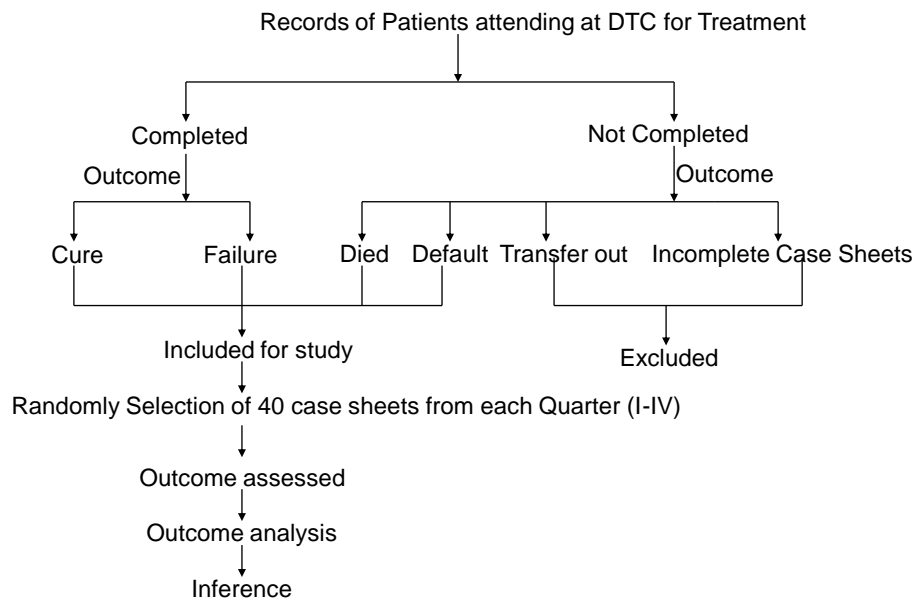 Records of Patients attending at DTC for Treatment
Completed
Not Completed
Outcome
Outcome
Cure
Failure
Died
Default
Transfer out
Incomplete Case Sheets
Included for study
Excluded
Randomly Selection of 40 case sheets from each Quarter (I-IV)
Outcome assessed
Outcome analysis
Inference